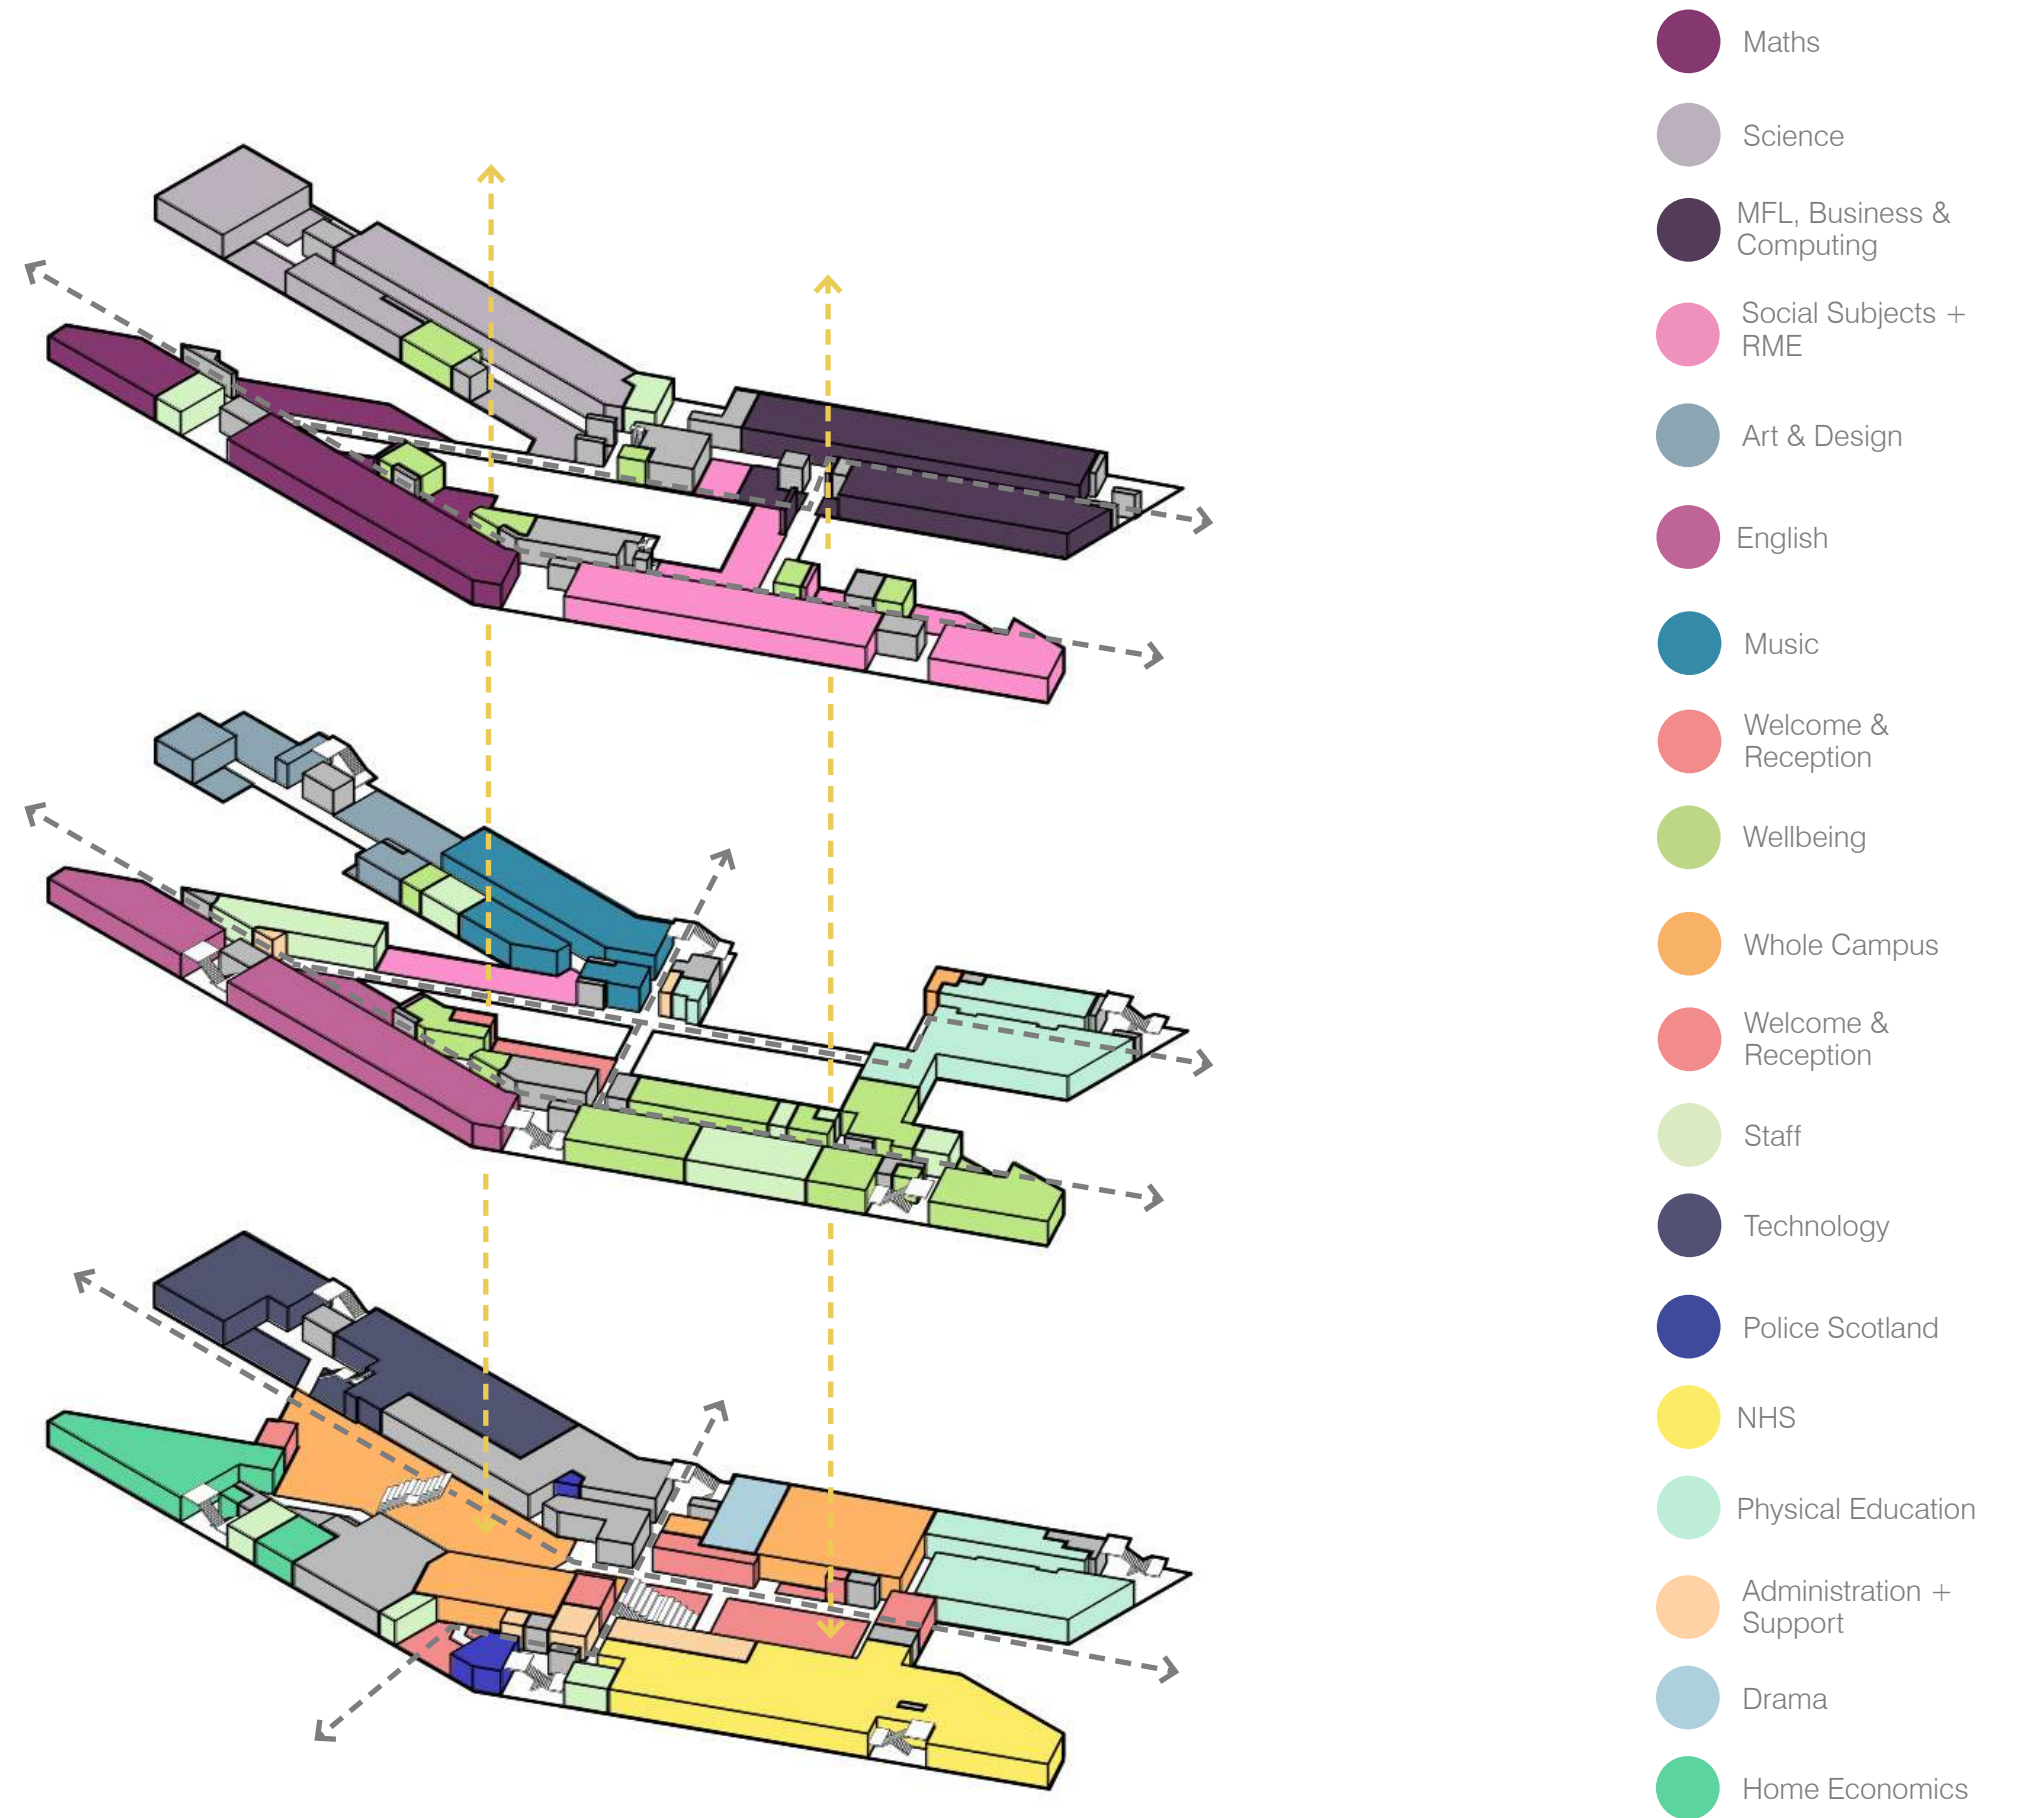 Maths
Science
MFL, Business &
Computing
Social Subjects +
RME
Art & Design
English
Music
Welcome &
Reception
Wellbeing
Whole Campus
Welcome &
Reception
Staff
Technology
Police Scotland
NHS
Physical Education
Administration +
Support
Drama
Home Economics